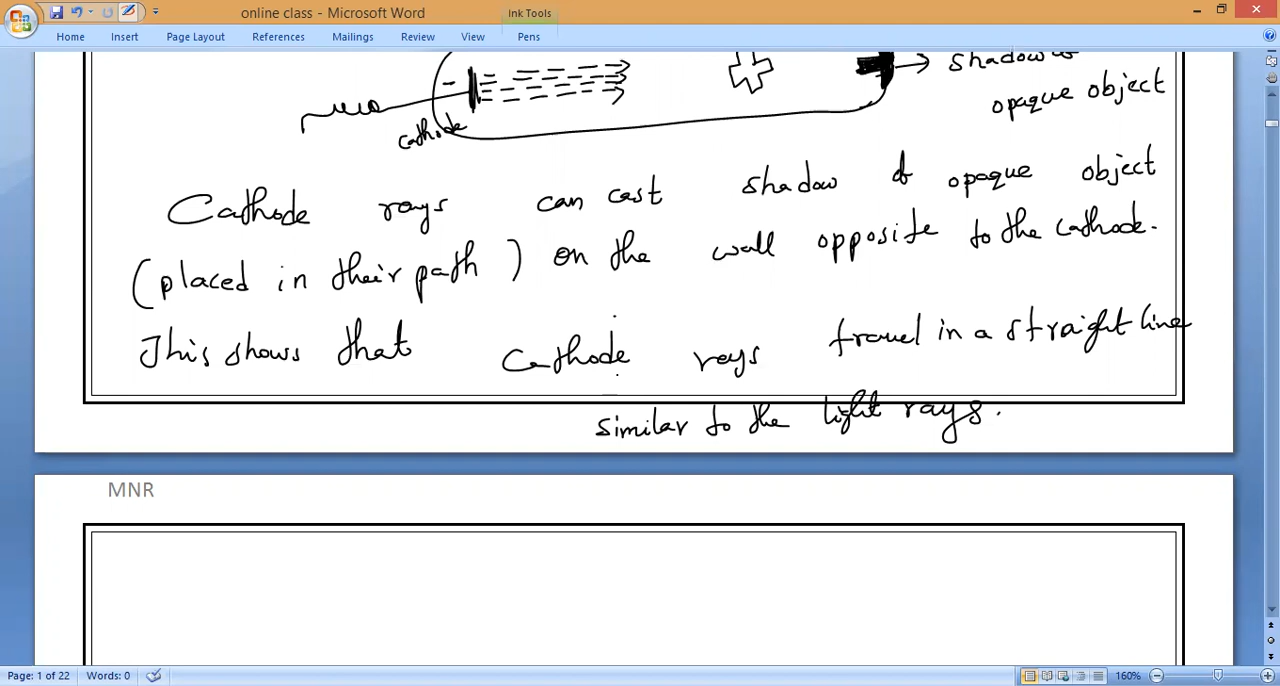 online class - Microsoft Word
Ink Tools
Home Insert Page Layout References Mailings Review View Pens
shadow of
opaque object
cathode
Cathode rays can cast shadow of opaque object
(placed in their path) on the wall opposite to the cathode.
This shows that cathode rays travel in a straight line
similar to the light rays.
MNR
Page: 1 of 22 Words: 0 160%